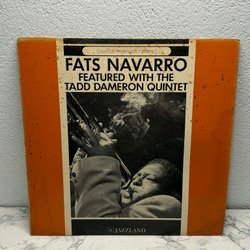 FATS NAVARRO
FEATURED WITH THE
TADD DAMERON QUINTET
JAZZLAND